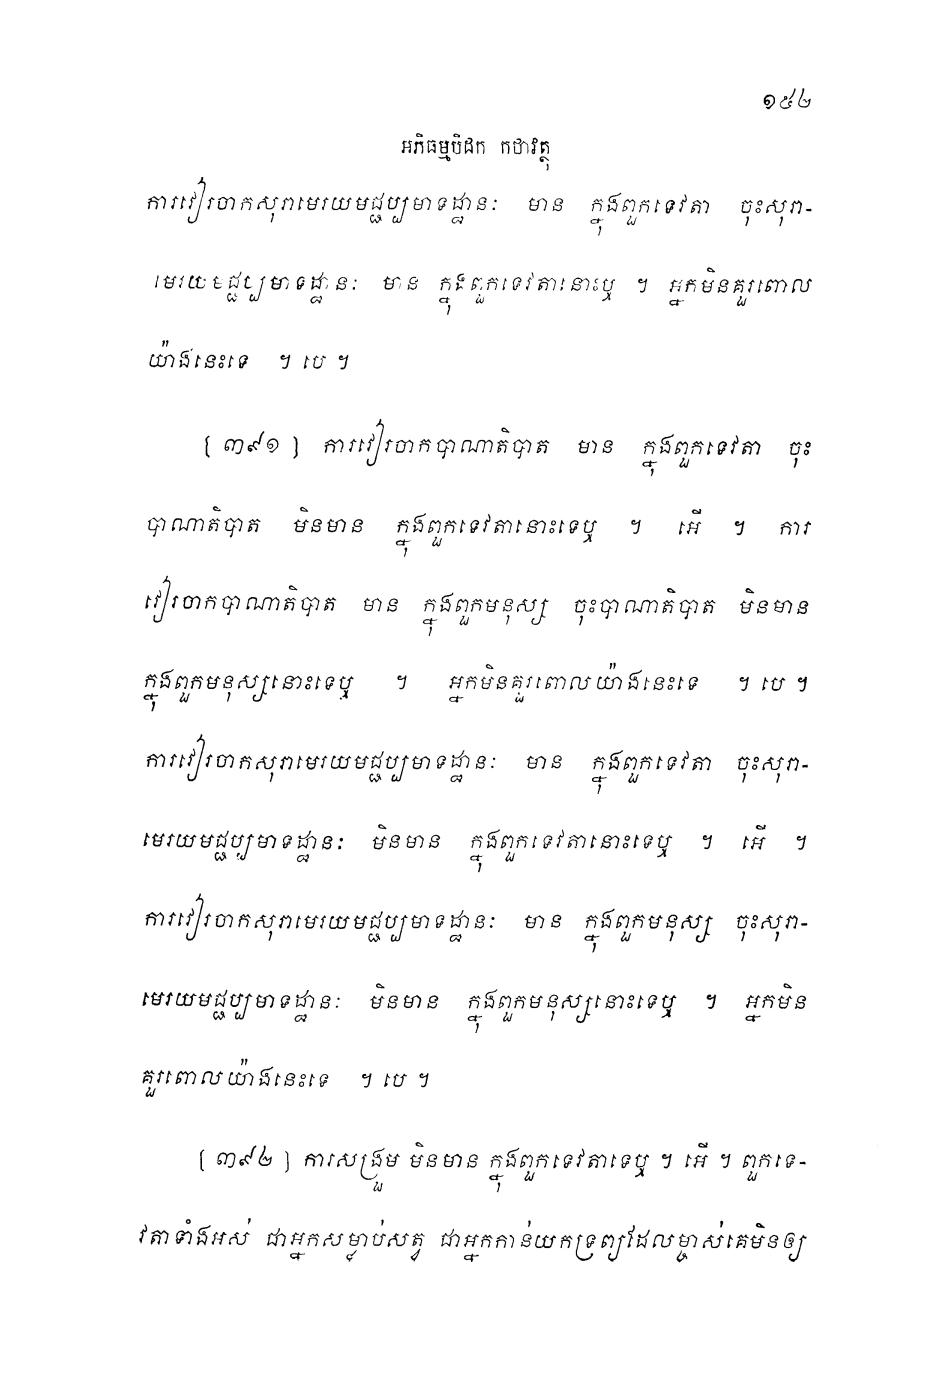 ១៥២
អភិធម្មបិដក កថាវត្ថុ
ការវៀរចាកសុរាមេរយមជ្ជប្បមាទដ្ឋានៈ មាន ក្នុងពួកទេវតា ចុះសុរា-
មេរយមជ្ជប្បមាទដ្ឋានៈ មាន ក្នុងពួកទេវតានោះឬ ។ អ្នកមិនគួរពោល
យ៉ាងនេះទេ ។ បេ ។
[ ៣៩១ ] ការវៀរចាកបាណាតិបាត មាន ក្នុងពួកទេវតា ចុះ
បាណាតិបាត មិនមាន ក្នុងពួកទេវតានោះទេឬ ។ អើ ។ ការ
វៀរចាកបាណាតិបាត មាន ក្នុងពួកមនុស្ស ចុះបាណាតិបាត មិនមាន
ក្នុងពួកមនុស្សនោះទេឬ ។ អ្នកមិនគួរពោលយ៉ាងនេះទេ ។ បេ ។
ការវៀរចាកសុរាមេរយមជ្ជប្បមាទដ្ឋានៈ មាន ក្នុងពួកទេវតា ចុះសុរា-
មេរយមជ្ជប្បមាទដ្ឋានៈ មិនមាន ក្នុងពួកទេវតានោះទេឬ ។ អើ ។
ការវៀរចាកសុរាមេរយមជ្ជប្បមាទដ្ឋានៈ មាន ក្នុងពួកមនុស្ស ចុះសុរា-
មេរយមជ្ជប្បមាទដ្ឋានៈ មិនមាន ក្នុងពួកមនុស្សនោះទេឬ ។ អ្នកមិន
គួរពោលយ៉ាងនេះទេ ។ បេ ។
[ ៣៩២ ] ការសង្រួម មិនមាន ក្នុងពួកទេវតាទេឬ ។ អើ ។ ពួកទេ-
វតាទាំងអស់ ជាអ្នកសម្លាប់សត្វ ជាអ្នកកាន់យកទ្រព្យដែលម្ចាស់គេមិនឲ្យ